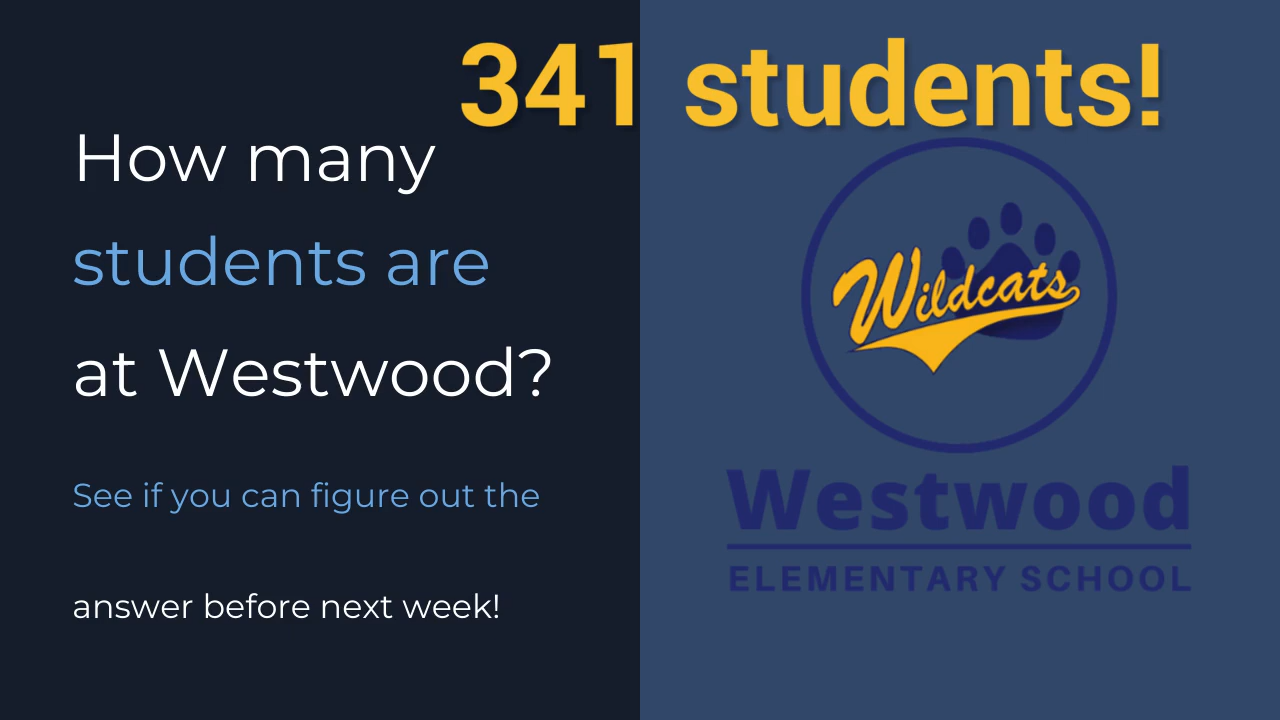 341 students!
How many
students are
at Westwood?
See if you can figure out the
answer before next week!
Wildcats
Westwood
ELEMENTARY SCHOOL